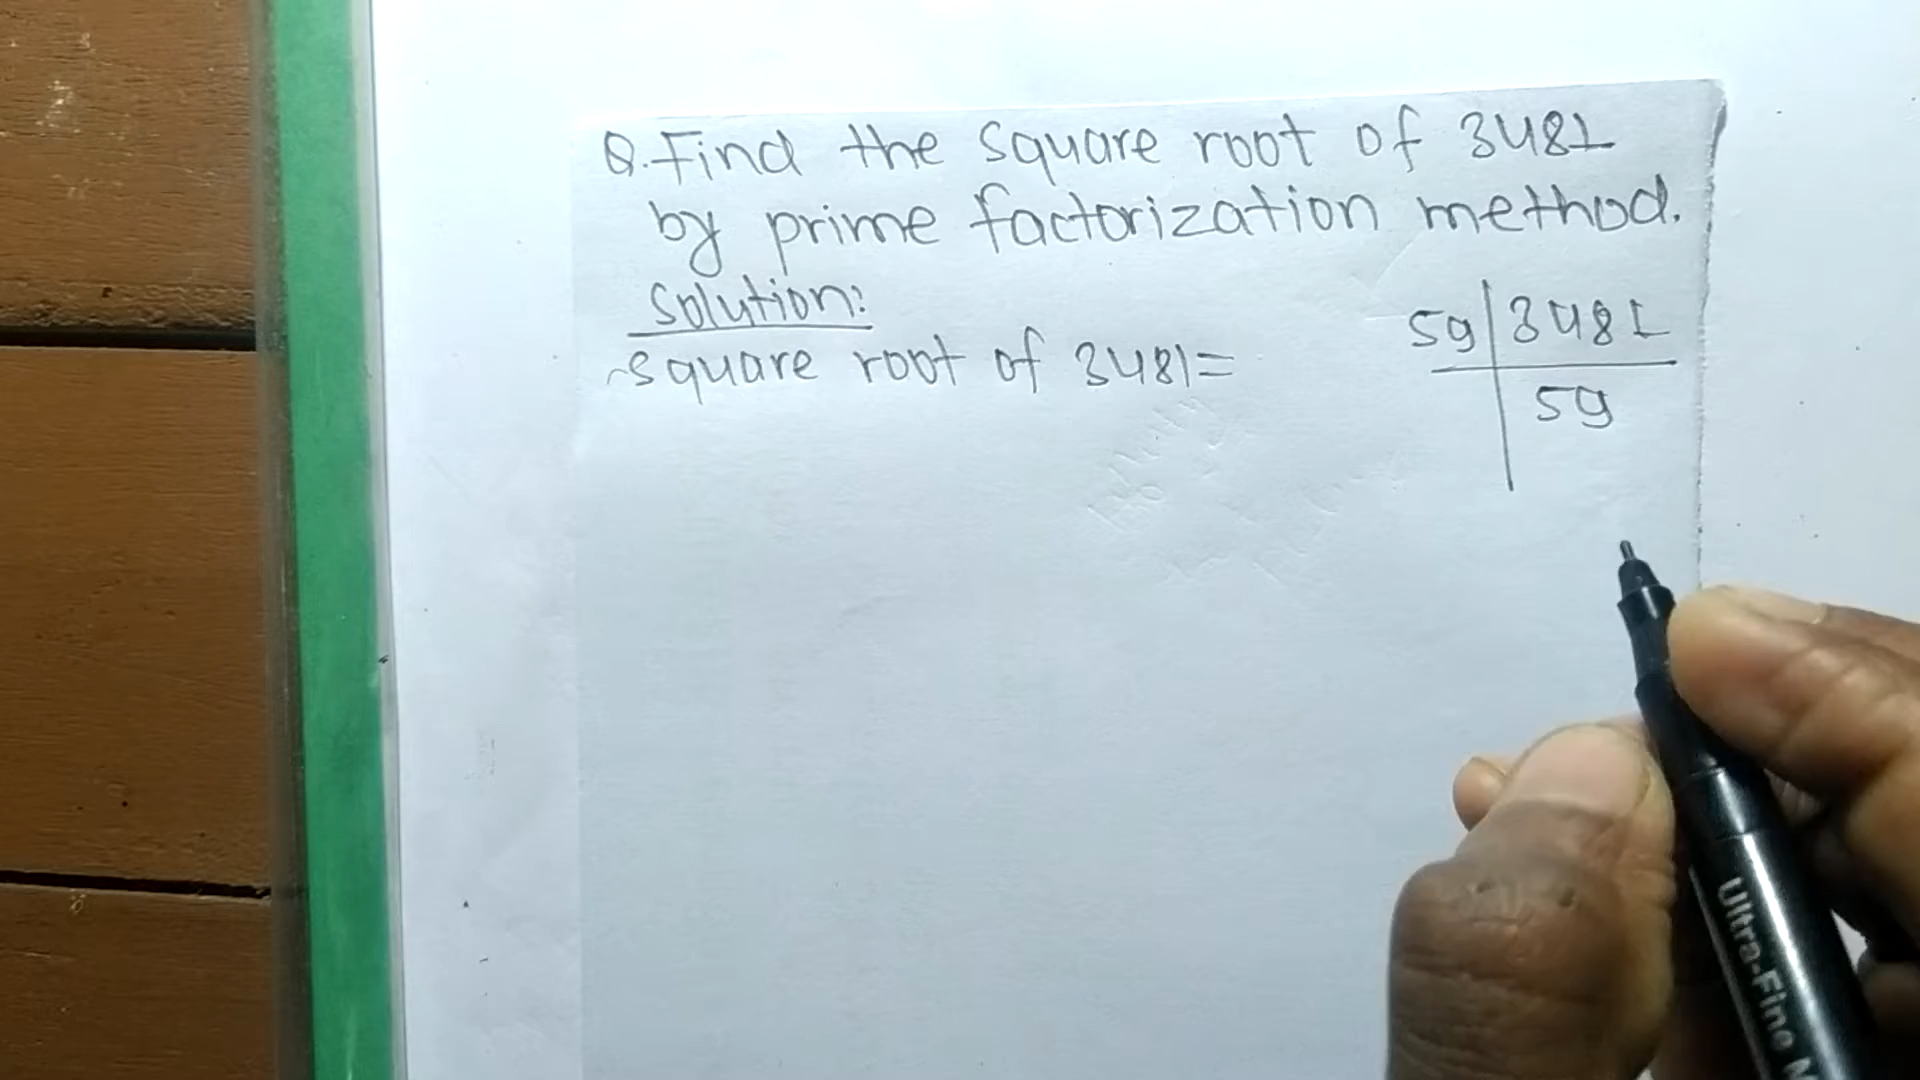 Q. Find the square root of 3481
by prime factorization method.
Solution:
square root of 3481=
59 3481
59
Ultra-Fine